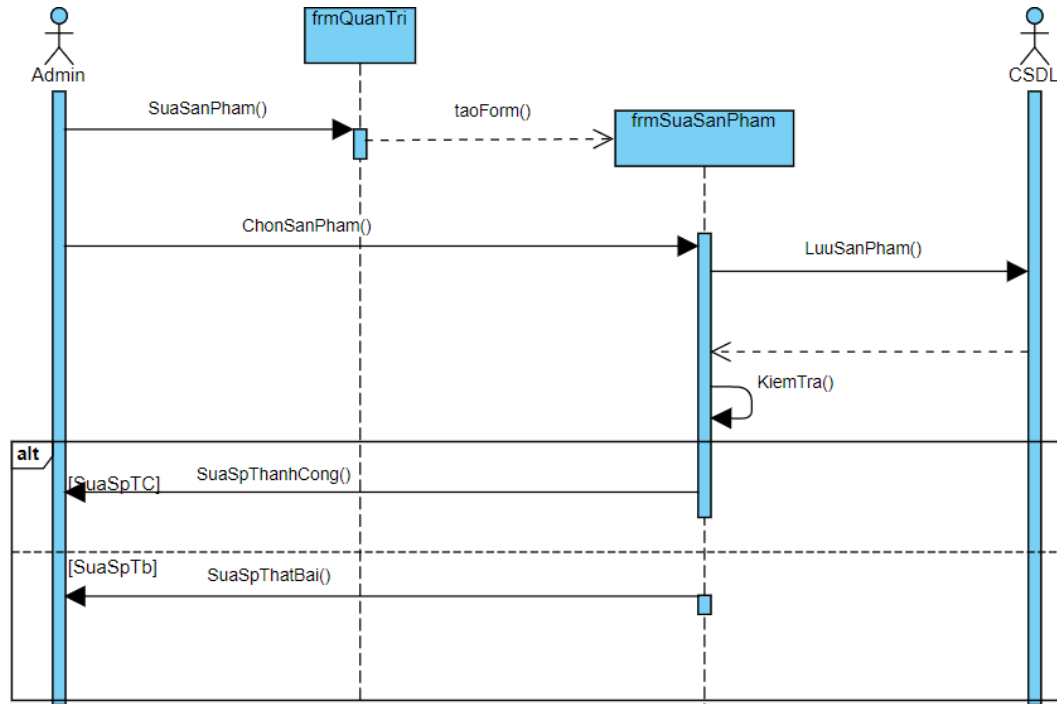 frmQuanTri
Admin
CSDL
SuaSanPham()
taoForm()
frmSuaSanPham
ChonSanPham()
LuuSanPham()
KiemTra()
alt
[SuaSpTC]
SuaSpThanhCong()
[SuaSpTb]
SuaSpThatBai()